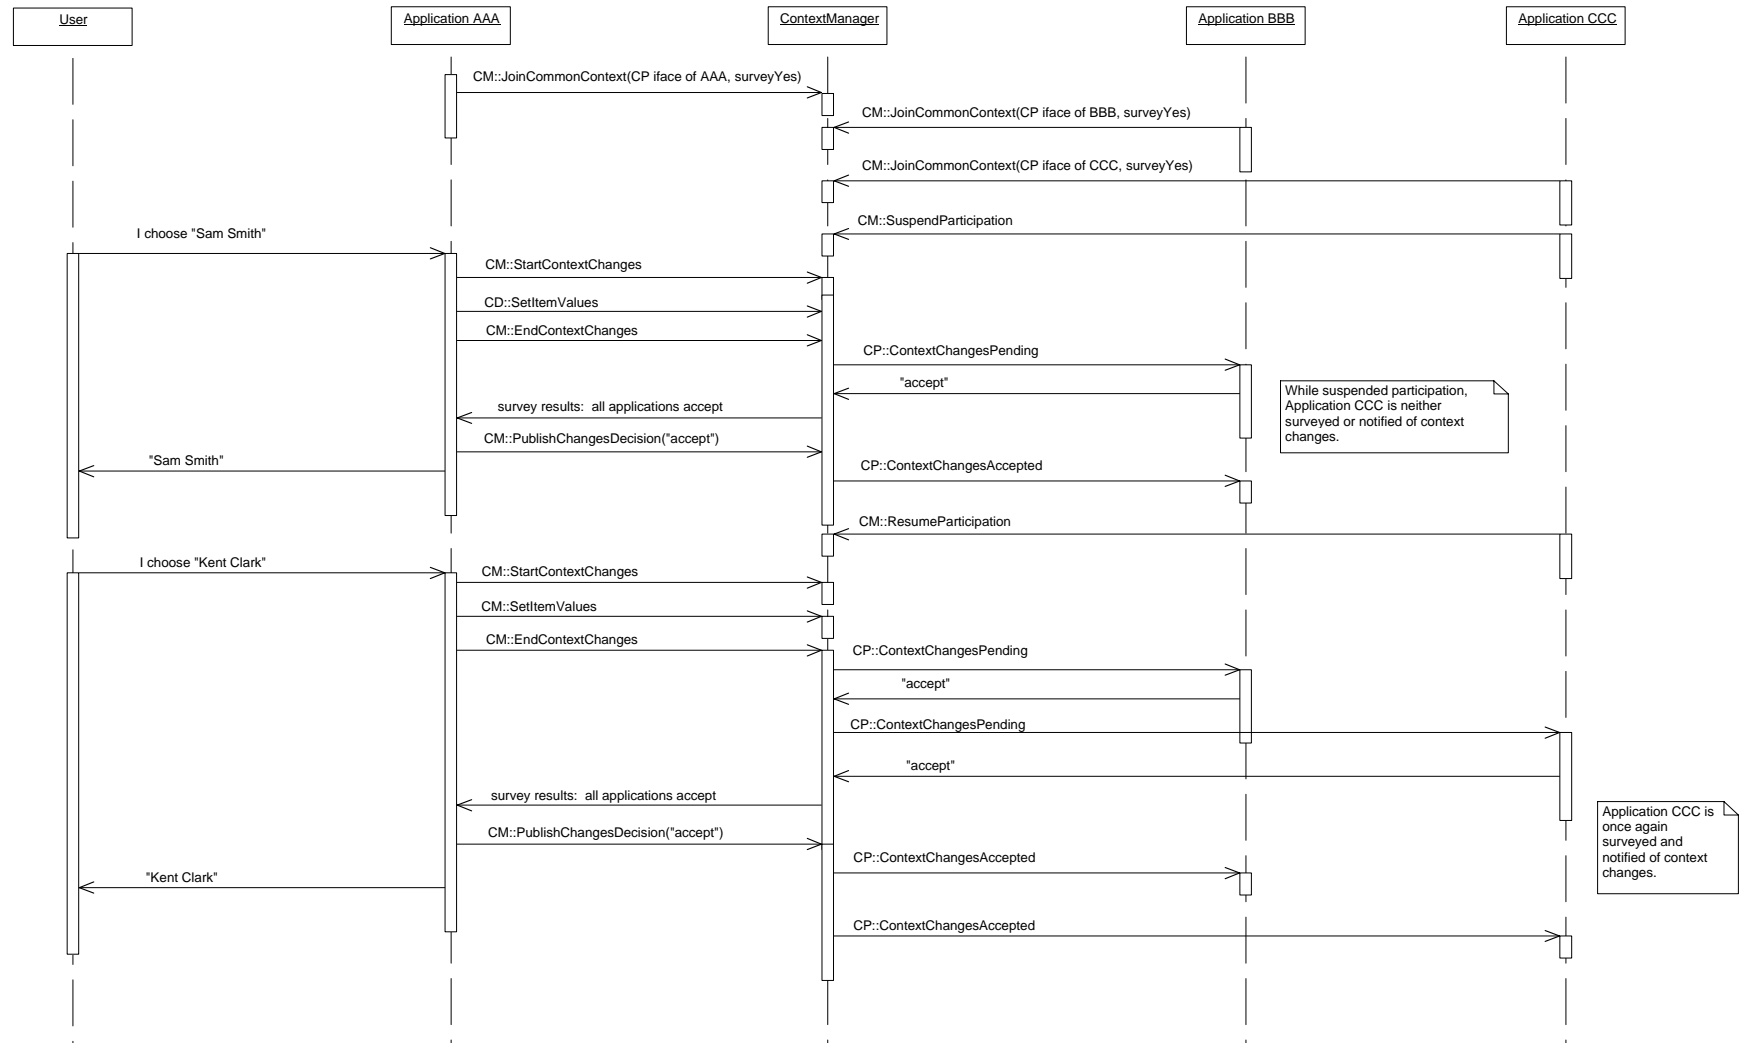 User
Application AAA
ContextManager
Application BBB
Application CCC
CM::JoinCommonContext(CP iface of AAA, surveyYes)
CM::JoinCommonContext(CP iface of BBB, surveyYes)
CM::JoinCommonContext(CP iface of CCC, surveyYes)
CM::SuspendParticipation
I choose "Sam Smith"
CM::StartContextChanges
CD::SetItemValues
CM::EndContextChanges
CP::ContextChangesPending
"accept"
While suspended participation,
Application CCC is neither
surveyed or notified of context
changes.
survey results:  all applications accept
CM::PublishChangesDecision("accept")
"Sam Smith"
CP::ContextChangesAccepted
CM::ResumeParticipation
I choose "Kent Clark"
CM::StartContextChanges
CM::SetItemValues
CM::EndContextChanges
CP::ContextChangesPending
"accept"
CP::ContextChangesPending
"accept"
survey results:  all applications accept
Application CCC is
once again
surveyed and
notified of context
changes.
CM::PublishChangesDecision("accept")
CP::ContextChangesAccepted
"Kent Clark"
CP::ContextChangesAccepted